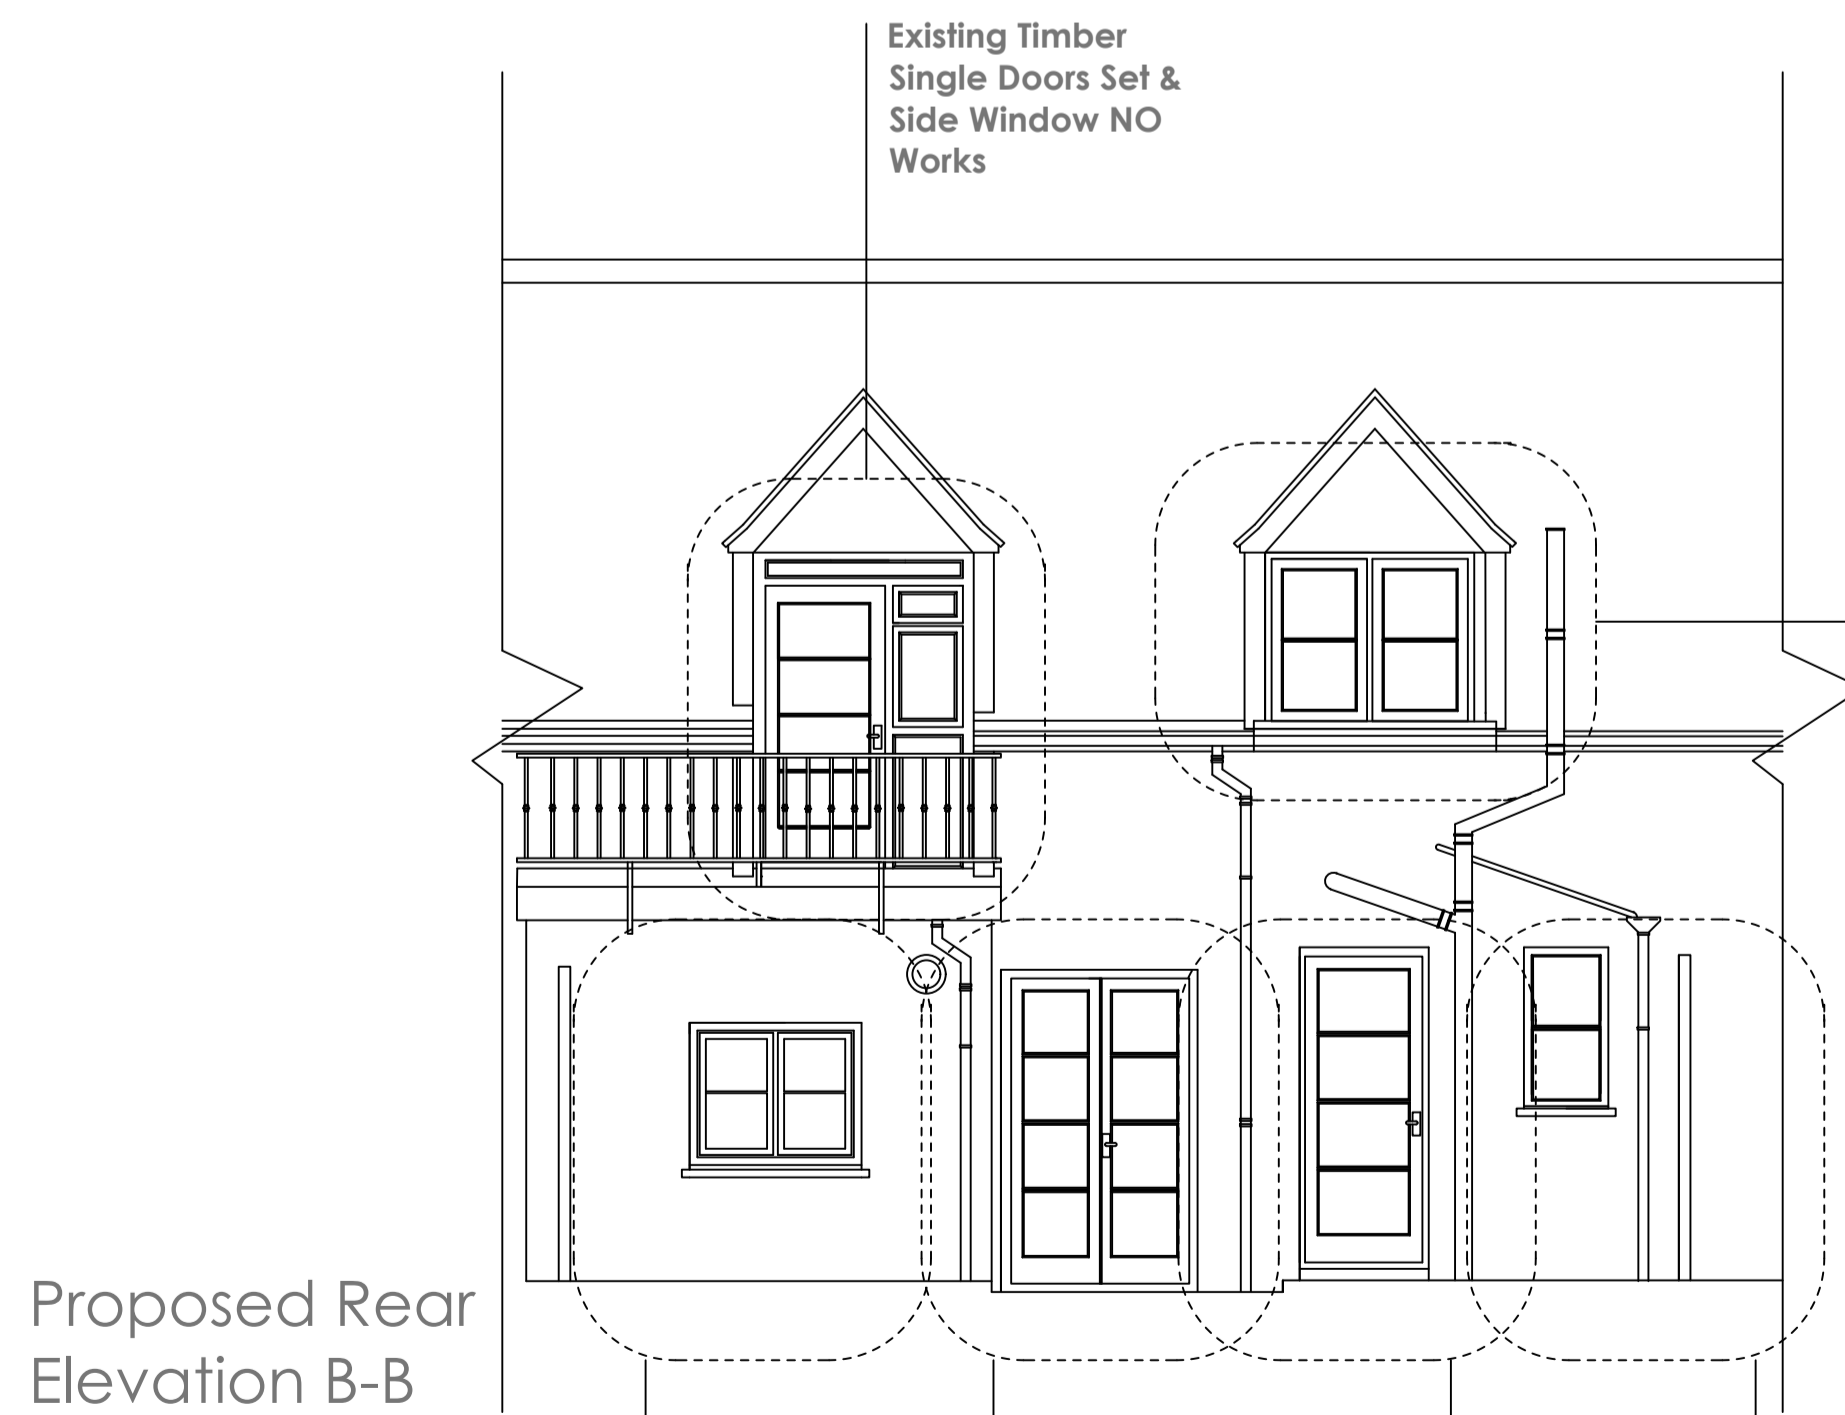 Existing Timber
Single Doors Set &
Side Window NO
Works
Proposed Rear
Elevation B-B